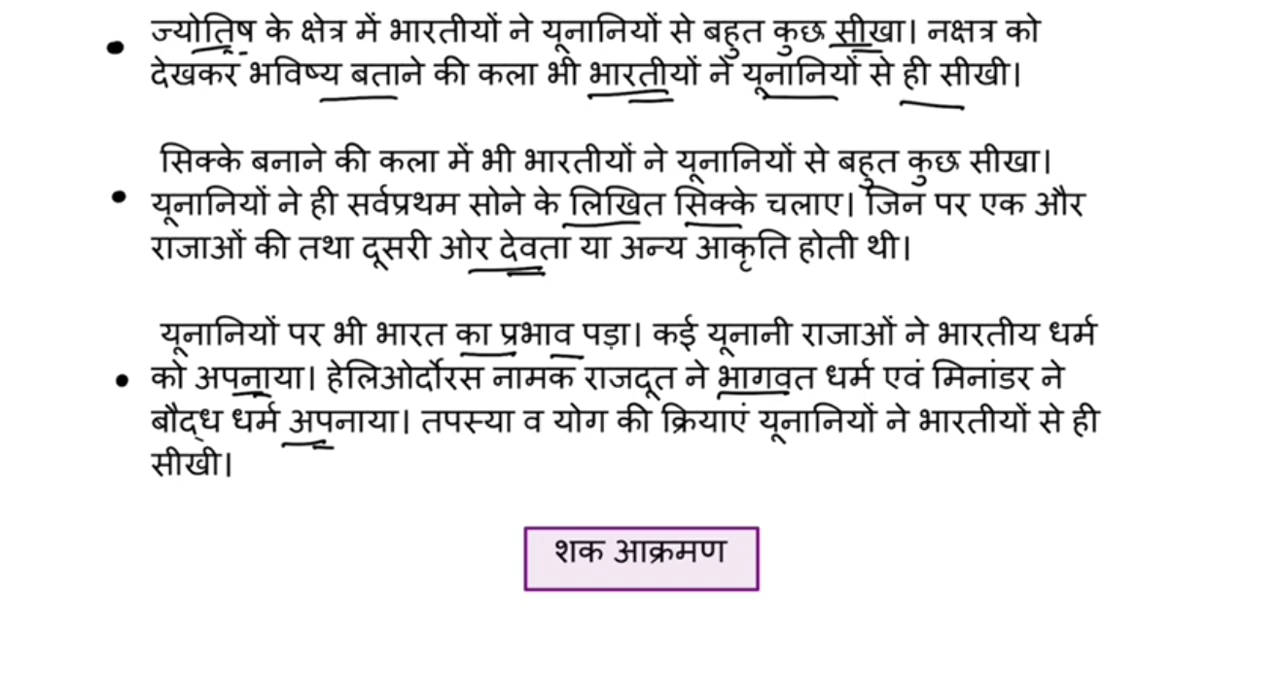 ज्योतिष के क्षेत्र में भारतीयों ने यूनानियों से बहुत कुछ सीखा। नक्षत्र को
देखकर भविष्य बताने की कला भी भारतीयों ने यूनानियों से ही सीखी।
सिक्के बनाने की कला में भी भारतीयों ने यूनानियों से बहुत कुछ सीखा।
यूनानियों ने ही सर्वप्रथम सोने के लिखित सिक्के चलाए। जिन पर एक और
राजाओं की तथा दूसरी ओर देवता या अन्य आकृति होती थी।
यूनानियों पर भी भारत का प्रभाव पड़ा। कई यूनानी राजाओं ने भारतीय धर्म
को अपनाया। हेलिओर्दोरस नामक राजदूत ने भागवत धर्म एवं मिनांडर ने
बौद्ध धर्म अपनाया। तपस्या व योग की क्रियाएं यूनानियों ने भारतीयों से ही
सीखी।
शक आक्रमण